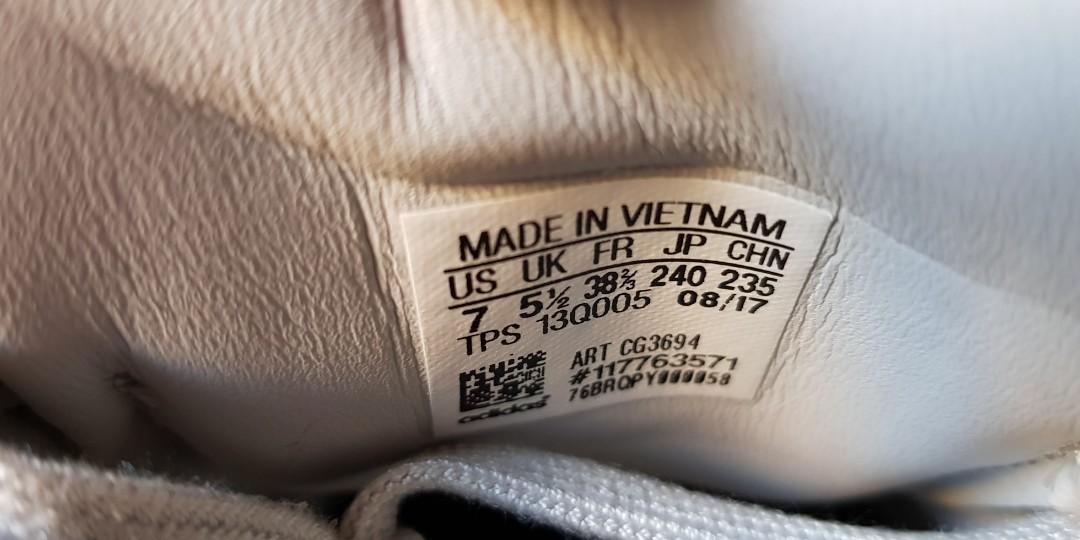 MADE IN VIETNAM
US UK FR JP CHN
7 5½ 38⅔ 240 235
TPS 13Q005 08/17
ART CG3694
#117763571
76BRQPY000058
adidas